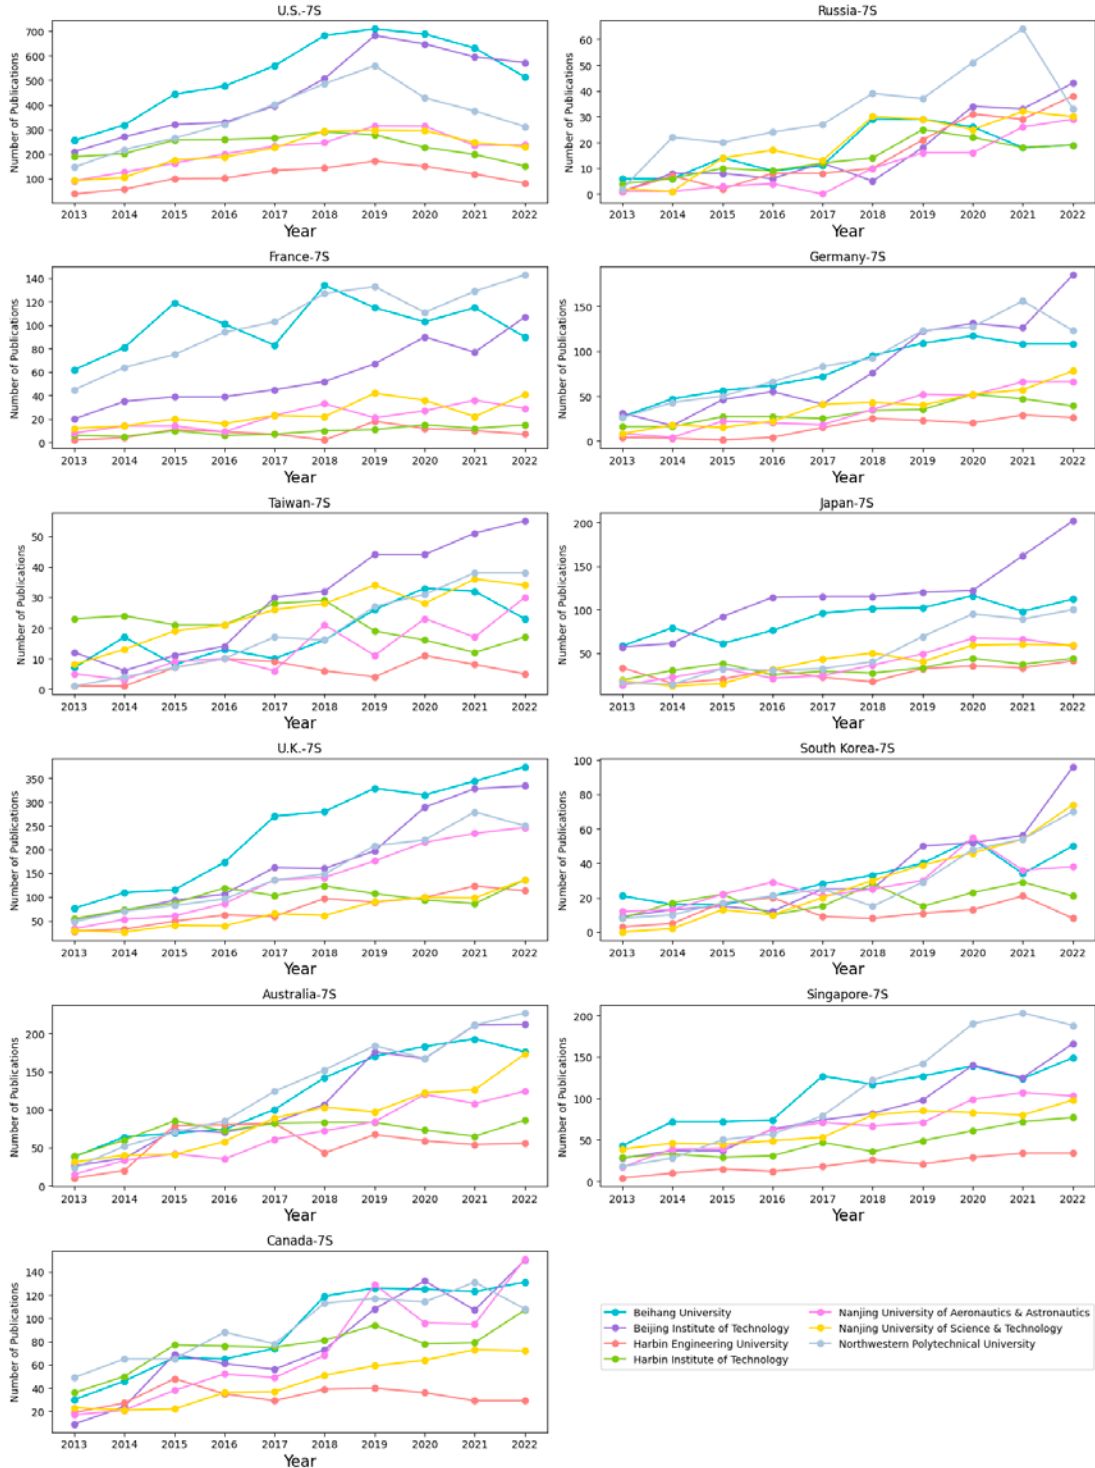 U.S.-7S
Number of Publications
700
600
500
400
300
200
100
2013 2014 2015 2016 2017 2018 2019 2020 2021 2022
Year
Russia-7S
Number of Publications
60
50
40
30
20
10
0
2013 2014 2015 2016 2017 2018 2019 2020 2021 2022
Year
France-7S
Number of Publications
140
120
100
80
60
40
20
0
2013 2014 2015 2016 2017 2018 2019 2020 2021 2022
Year
Germany-7S
Number of Publications
150
100
50
0
2013 2014 2015 2016 2017 2018 2019 2020 2021 2022
Year
Taiwan-7S
Number of Publications
50
40
30
20
10
0
2013 2014 2015 2016 2017 2018 2019 2020 2021 2022
Year
Japan-7S
Number of Publications
200
150
100
50
2013 2014 2015 2016 2017 2018 2019 2020 2021 2022
Year
U.K.-7S
Number of Publications
350
300
250
200
150
100
50
2013 2014 2015 2016 2017 2018 2019 2020 2021 2022
Year
South Korea-7S
Number of Publications
100
80
60
40
20
0
2013 2014 2015 2016 2017 2018 2019 2020 2021 2022
Year
Australia-7S
Number of Publications
200
150
100
50
0
2013 2014 2015 2016 2017 2018 2019 2020 2021 2022
Year
Singapore-7S
Number of Publications
200
150
100
50
0
2013 2014 2015 2016 2017 2018 2019 2020 2021 2022
Year
Canada-7S
Number of Publications
140
120
100
80
60
40
20
2013 2014 2015 2016 2017 2018 2019 2020 2021 2022
Year
Beihang University
Beijing Institute of Technology
Harbin Engineering University
Harbin Institute of Technology
Nanjing University of Aeronautics & Astronautics
Nanjing University of Science & Technology
Northwestern Polytechnical University